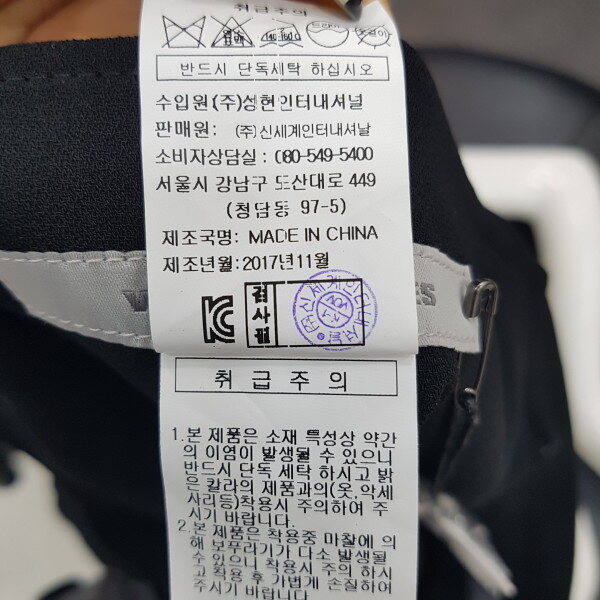 취급주의
반드시 단독세탁 하십시오
수입원 (주)성현인터내셔널
판매원: (주)신세계인터내셔날
소비자상담실 : 080-549-5400
서울시 강남구 도산대로 449
(청담동 97-5)
제조국명: MADE IN CHINA
제조년월: 2017년11월
검사필
취급주의
1.본 제품은 소재 특성상 약간
의 이염이 발생될 수 있으니
반드시 단독 세탁 하시고 밝
은 칼라의 제품과의(옷,악세
사리등)착용시 주의하여 주
시기 바랍니다.
2.본 제품은 착용중 마찰에 의
해 보푸라기가 다소 발생될
수 있으니 착용시 주의 하시
고 착용 후 가볍게 손질하여
주시기 바랍니다.